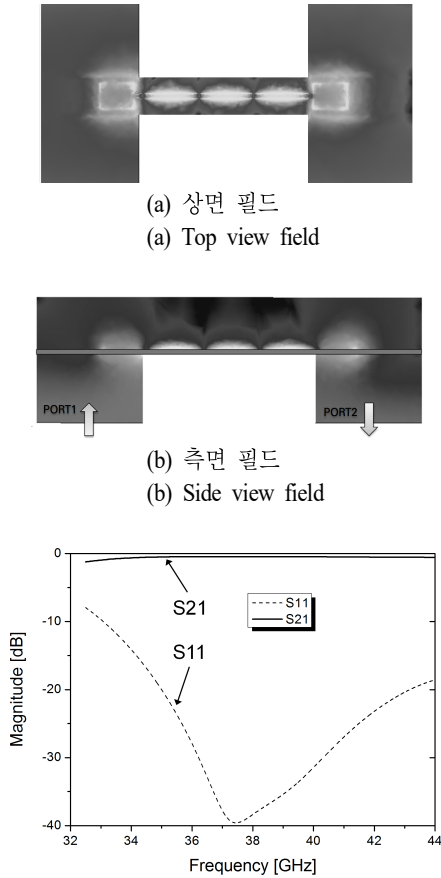 (a) 상면 필드
(a) Top view field
PORT1
PORT2
(b) 측면 필드
(b) Side view field
0
-10
-20
-30
-40
Magnitude [dB]
S21
S11
S11
S21
32
34
36
38
40
42
44
Frequency [GHz]